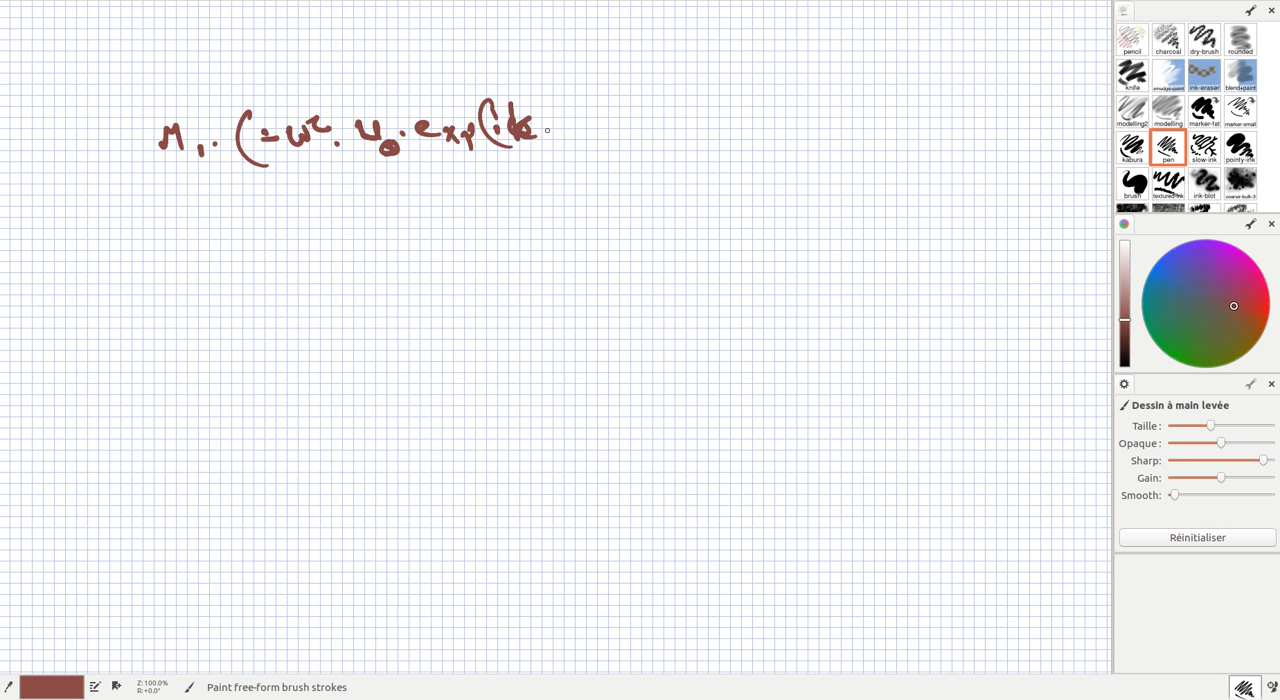 M₁.(-ω².U₀.exp(ik
pencil charcoal dry-brush rounded
knife smudge+paint ink-eraser blend+paint
modelling2 modelling marker-fat marker-small
kabura pen slow-ink pointy-ink
brush textured-ink ink-blot coarse-bulk-3
Dessin à main levée
Taille :
Opaque :
Sharp:
Gain:
Smooth:
Réinitialiser
Z: 100.0%
R:+0.0°
Paint free-form brush strokes